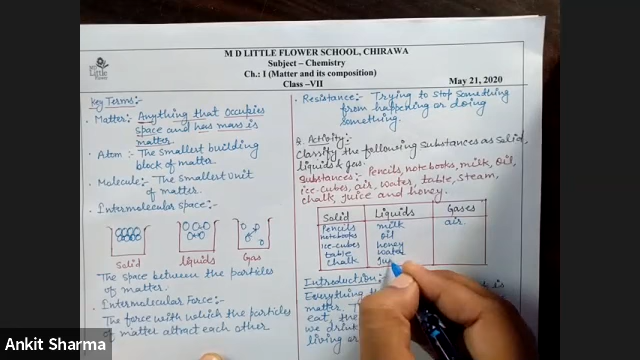 M D LITTLE FLOWER SCHOOL, CHIRAWA
Subject – Chemistry
Ch.: I (Matter and its composition)
Class –VII
May 21, 2020
Little
Flower
Key Terms:-
• Matter:- Anything that occupies
space and has mass is
matter.
• Atom :- The smallest building
block of matter.
• Molecule :- The smallest unit
of matter.
• Intermolecular space:-
Solid
liquids
Gas
The space between the particles
of matter.
• Intermolecular Force:-
The force with which the particles
of matter attract each other
• Resistance:- Trying to stop something
from happening or doing
something.
Q. Activity:-
Classify the following substances as solid,
liquids & gas.
Substances:- Pencils, notebooks, milk, oil,
ice-cubes, air, water, table, steam,
chalk, juice and honey.
Solid Liquids Gases
Pencils milk air.
notebooks oil
ice-cubes honey
table water
chalk Ju
Introduction:
Everything
matter. T
eat, the
we drin
living or
Ankit Sharma